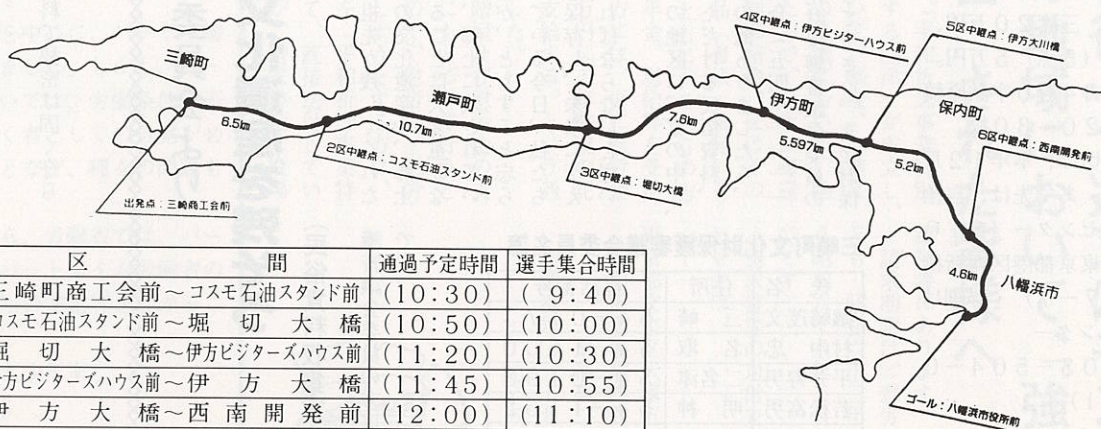 三崎町
瀬戸町
伊方町
保内町
八幡浜市
6.5km
10.7km
7.6km
5.597km
5.2km
4.6km
出発点:三崎商工会前
2区中継点:コスモ石油スタンド前
3区中継点:堀切大橋
4区中継点:伊方ビジターハウス前
5区中継点:伊方大川橋
6区中継点:西南開発前
ゴール:八幡浜市役所前
区 間 通過予定時間 選手集合時間
三崎町商工会前~コスモ石油スタンド前 (10:30) (9:40)
コスモ石油スタンド前~堀切大橋 (10:50) (10:00)
堀切大橋~伊方ビジターズハウス前 (11:20) (10:30)
伊方ビジターズハウス前~伊方大橋 (11:45) (10:55)
伊方大橋~西南開発前 (12:00) (11:10)